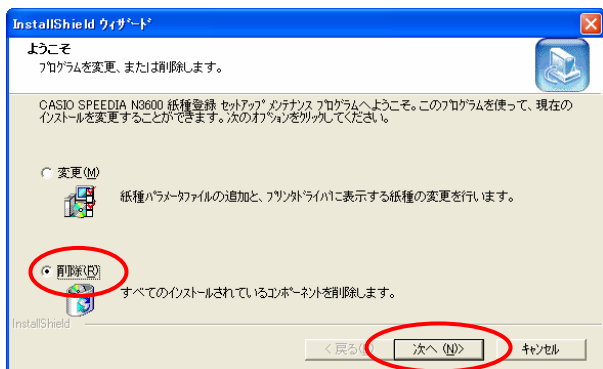 InstallShield ウィザード
ようこそ
プログラムを変更、または削除します。
CASIO SPEEDIA N3600 紙種登録 セットアップ メンテナンス プログラムへようこそ。このプログラムを使って、現在の
インストールを変更することができます。次のオプションをクリックしてください。
変更(M)
紙種パラメータファイルの追加と、プリンタドライバに表示する紙種の変更を行います。
削除(R)
すべてのインストールされているコンポーネントを削除します。
InstallShield
< 戻る(
次へ (N)>
キャンセル